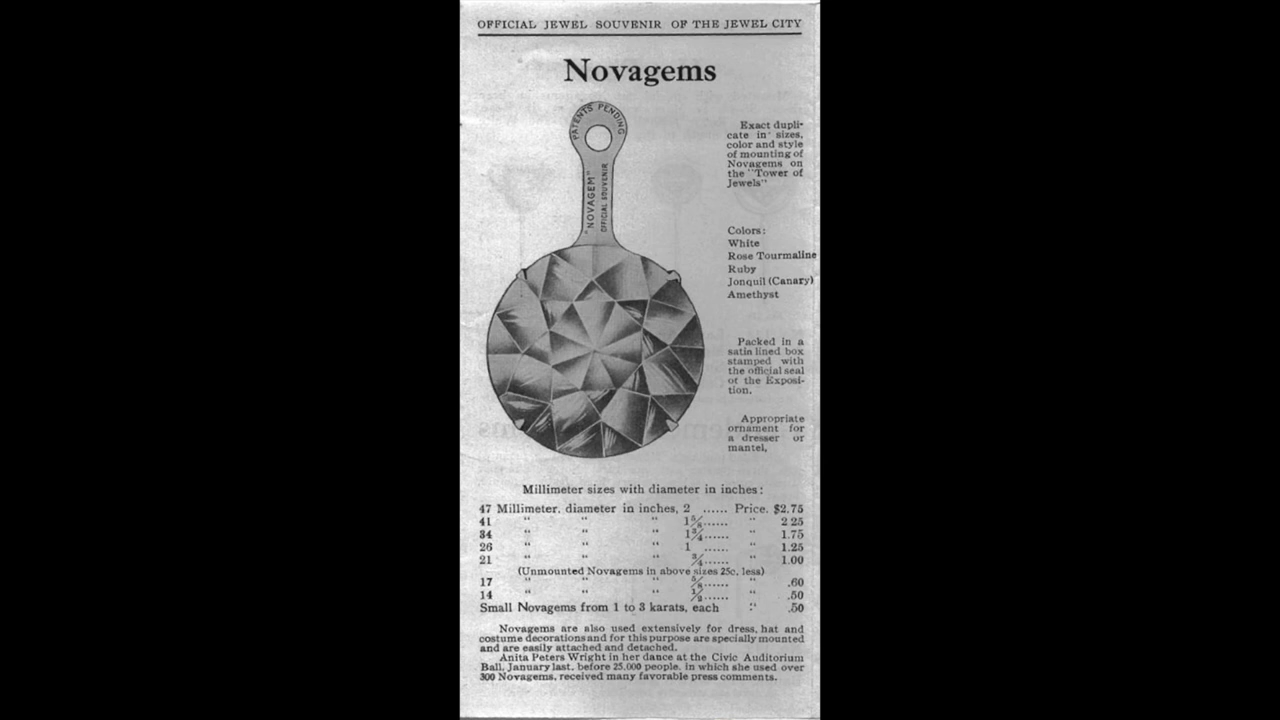 OFFICIAL JEWEL SOUVENIR OF THE JEWEL CITY
Novagems
PATENTS PENDING
"NOVAGEM"
OFFICIAL SOUVENIR
Exact dupli-
cate in sizes,
color and style
of mounting of
Novagems on
the "Tower of
Jewels"
Colors:
White
Rose Tourmaline
Ruby
Jonquil (Canary)
Amethyst
Packed in a
satin lined box
stamped with
the official seal
of the Exposi-
tion.
Appropriate
ornament for
a dresser or
mantel,
Millimeter sizes with diameter in inches:
47 Millimeter, diameter in inches, 2 ...... Price, $2.75
41 " " " 1⅝...... " 2 25
34 " " " 1¾...... " 1.75
26 " " " 1 ...... " 1.25
21 " " " ¾...... " 1.00
(Unmounted Novagems in above sizes 25c. less)
17 " " " ⅝...... " .60
14 " " " ½...... " .50
Small Novagems from 1 to 3 karats, each " .50
Novagems are also used extensively for dress, hat and
costume decorations and for this purpose are specially mounted
and are easily attached and detached.
Anita Peters Wright in her dance at the Civic Auditorium
Ball, January last, before 25,000 people, in which she used over
300 Novagems, received many favorable press comments.